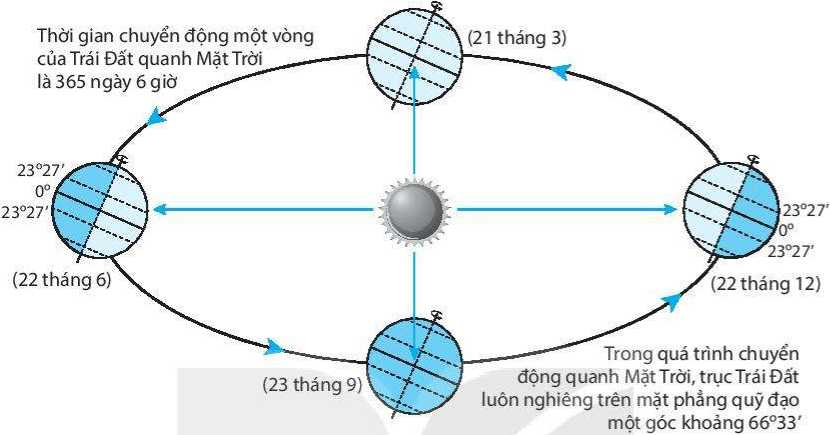 Thời gian chuyển động một vòng
của Trái Đất quanh Mặt Trời
là 365 ngày 6 giờ
(21 tháng 3)
23°27'
0°
23°27'
(22 tháng 6)
23°27'
0°
23°27'
(22 tháng 12)
(23 tháng 9)
Trong quá trình chuyển
động quanh Mặt Trời, trục Trái Đất
luôn nghiêng trên mặt phẳng quỹ đạo
một góc khoảng 66°33'